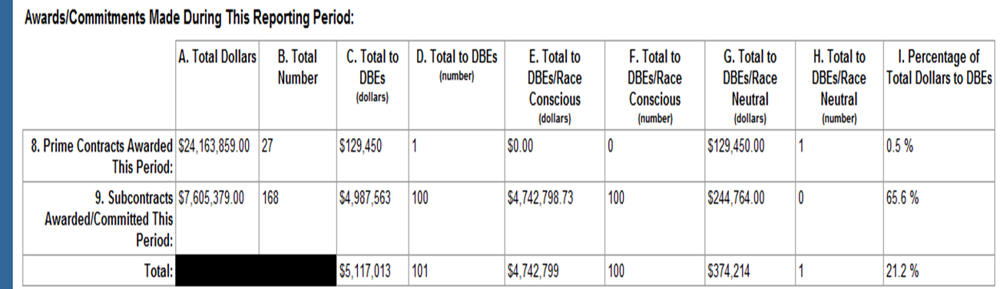 Awards/Commitments Made During This Reporting Period:
A. Total Dollars B. Total Number C. Total to DBEs (dollars) D. Total to DBEs (number) E. Total to DBEs/Race Conscious (dollars) F. Total to DBEs/Race Conscious (number) G. Total to DBEs/Race Neutral (dollars) H. Total to DBEs/Race Neutral (number) I. Percentage of Total Dollars to DBEs
8. Prime Contracts Awarded This Period: $24,163,859.00 27 $129,450 1 $0.00 0 $129,450.00 1 0.5 %
9. Subcontracts Awarded/Committed This Period: $7,605,379.00 168 $4,987,563 100 $4,742,798.73 100 $244,764.00 0 65.6 %
Total: $5,117,013 101 $4,742,799 100 $374,214 1 21.2 %